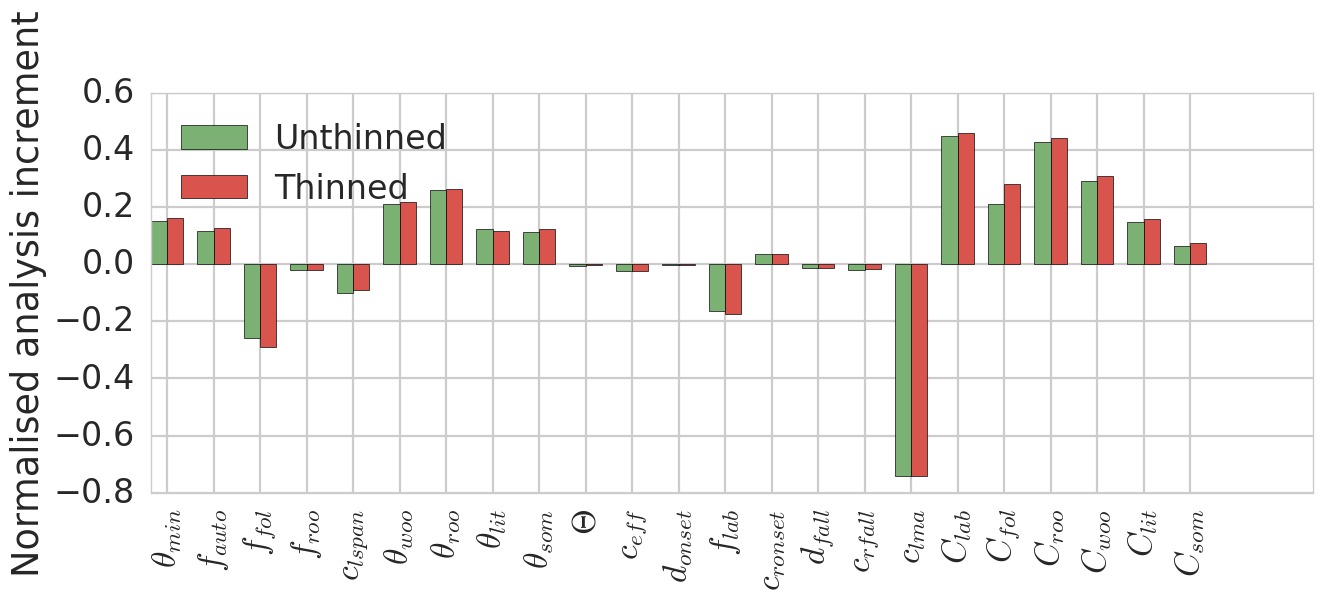 Normalised analysis increment
0.6
0.4
0.2
0.0
−0.2
−0.4
−0.6
−0.8
Unthinned
Thinned
θmin
fauto
ffol
froo
clspan
θwoo
θroo
θlit
θsom
Θ
ceff
donset
flab
cronset
dfall
crfall
clma
Clab
Cfol
Croo
Cwoo
Clit
Csom